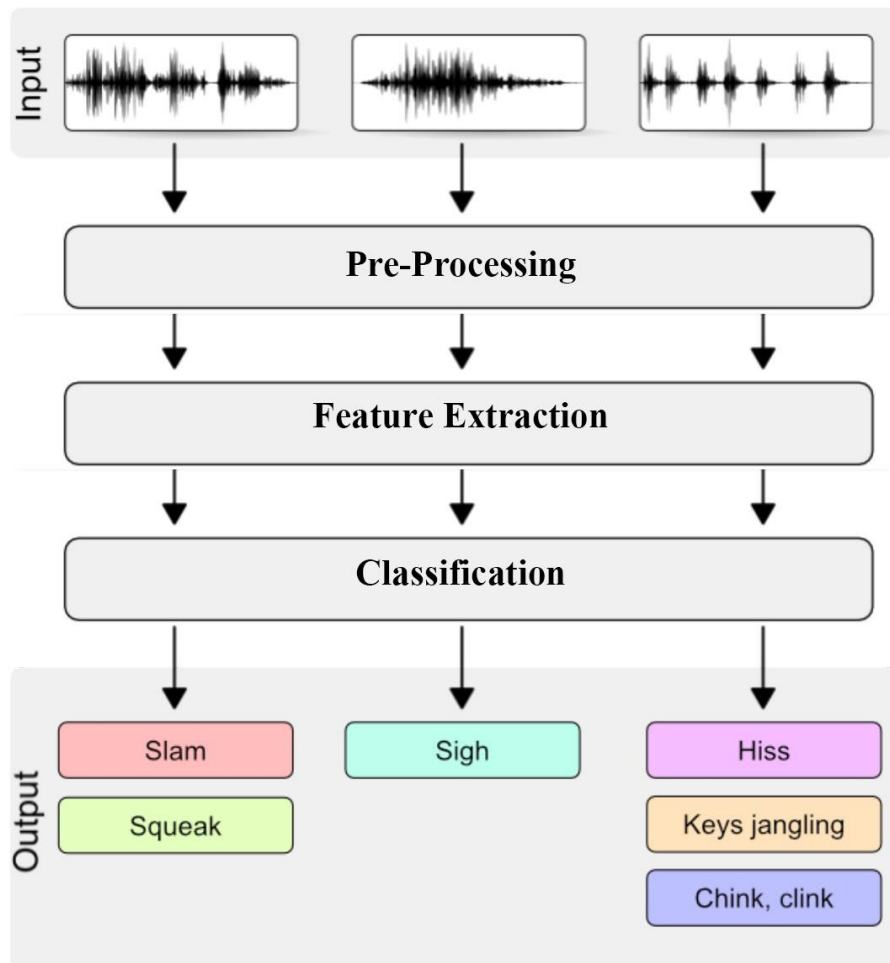 Input
Pre-Processing
Feature Extraction
Classification
Output
Slam
Sigh
Hiss
Squeak
Keys jangling
Chink, clink